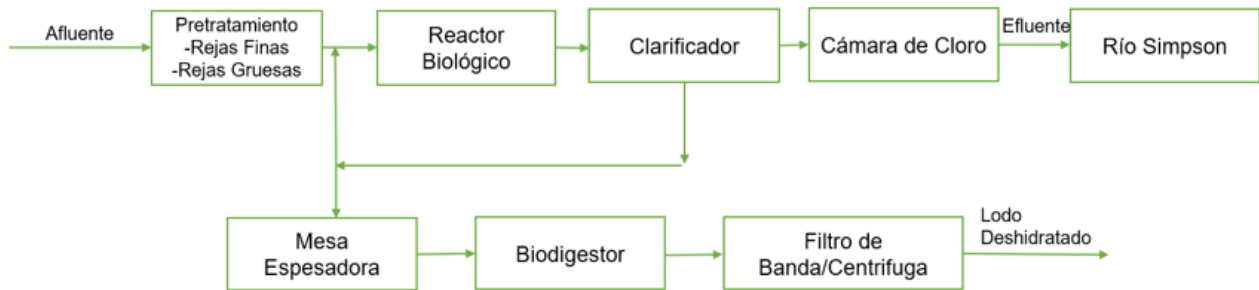 Afluente
Pretratamiento
-Rejas Finas
-Rejas Gruesas
Reactor
Biológico
Clarificador
Cámara de Cloro
Efluente
Río Simpson
Mesa
Espesadora
Biodigestor
Filtro de
Banda/Centrifuga
Lodo
Deshidratado